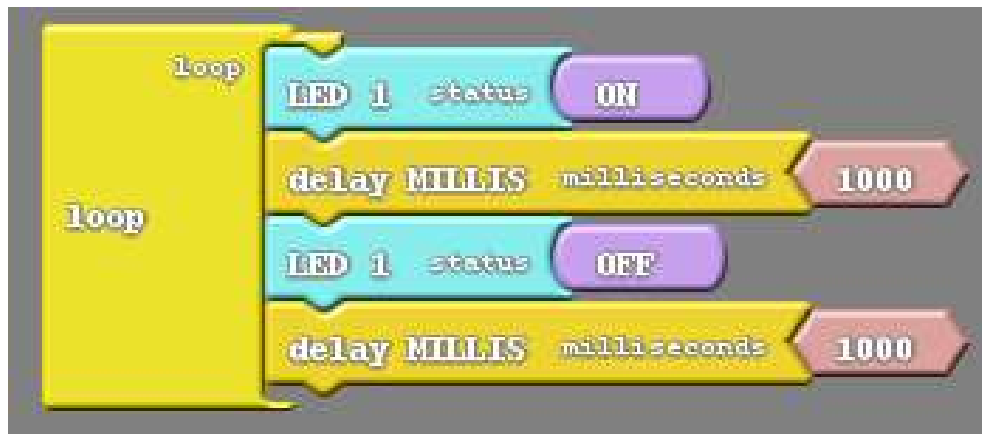 loop
LED 1 status ON
delay MILLIS milliseconds 1000
loop
LED 1 status OFF
delay MILLIS milliseconds 1000